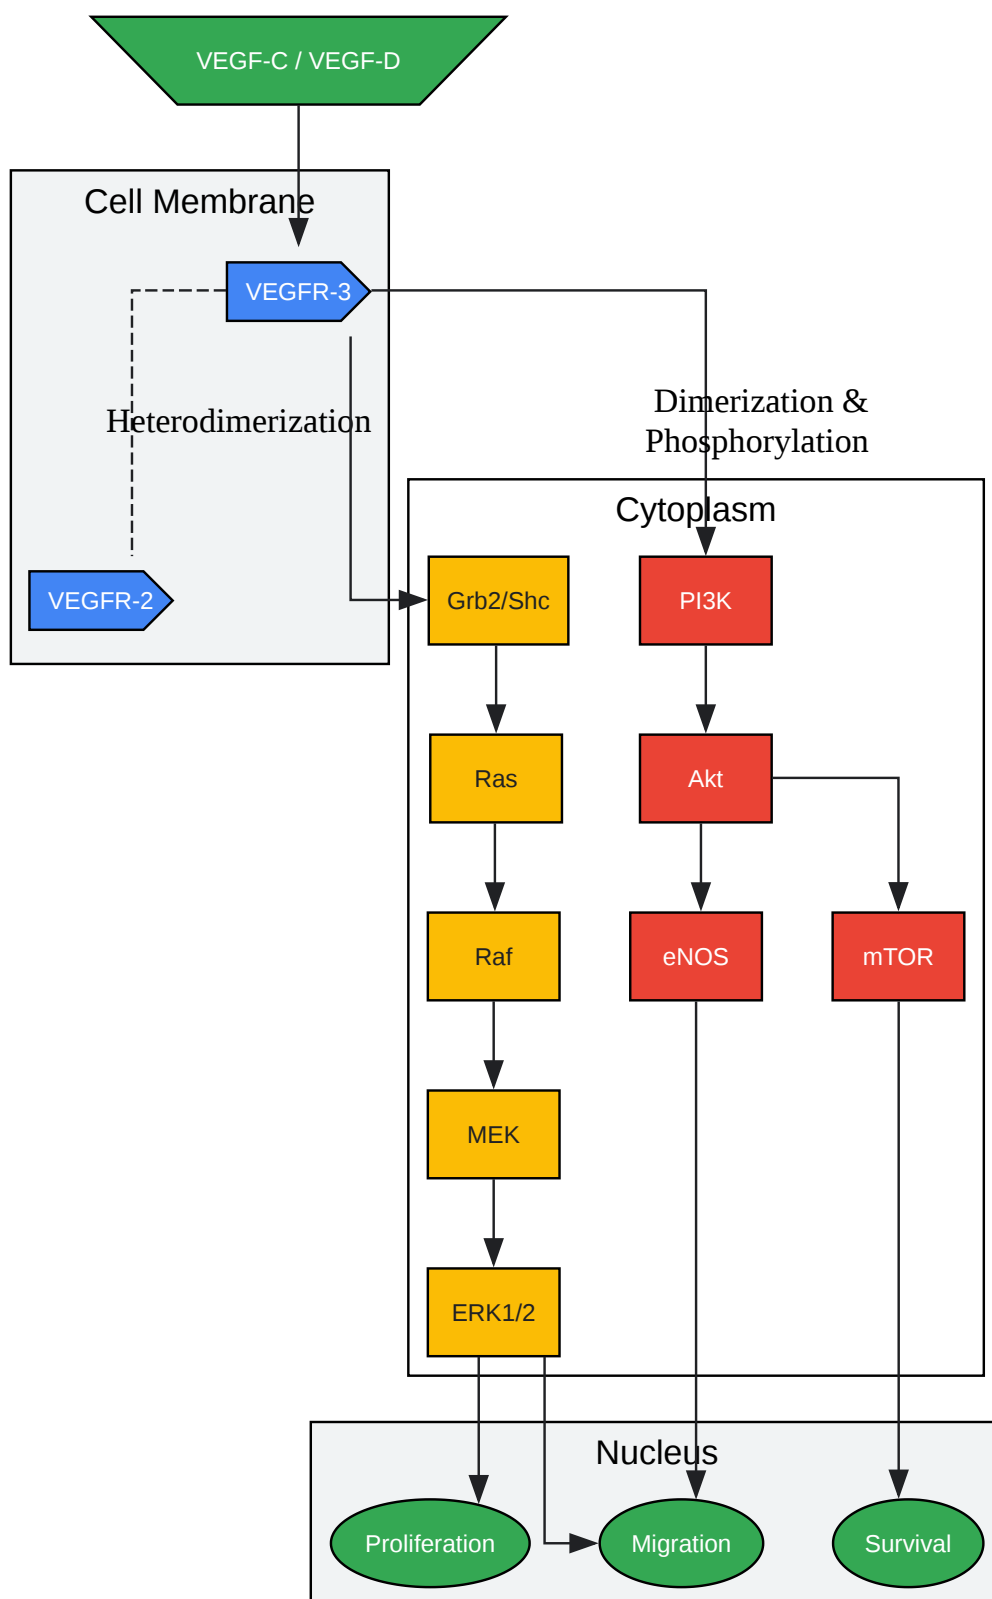 VEGF-C / VEGF-D
Cell Membrane
VEGFR-3
Heterodimerization
Dimerization &
Phosphorylation
VEGFR-2
Cytoplasm
Grb2/Shc
PI3K
Ras
Akt
Raf
eNOS
mTOR
MEK
ERK1/2
Nucleus
Proliferation
Migration
Survival